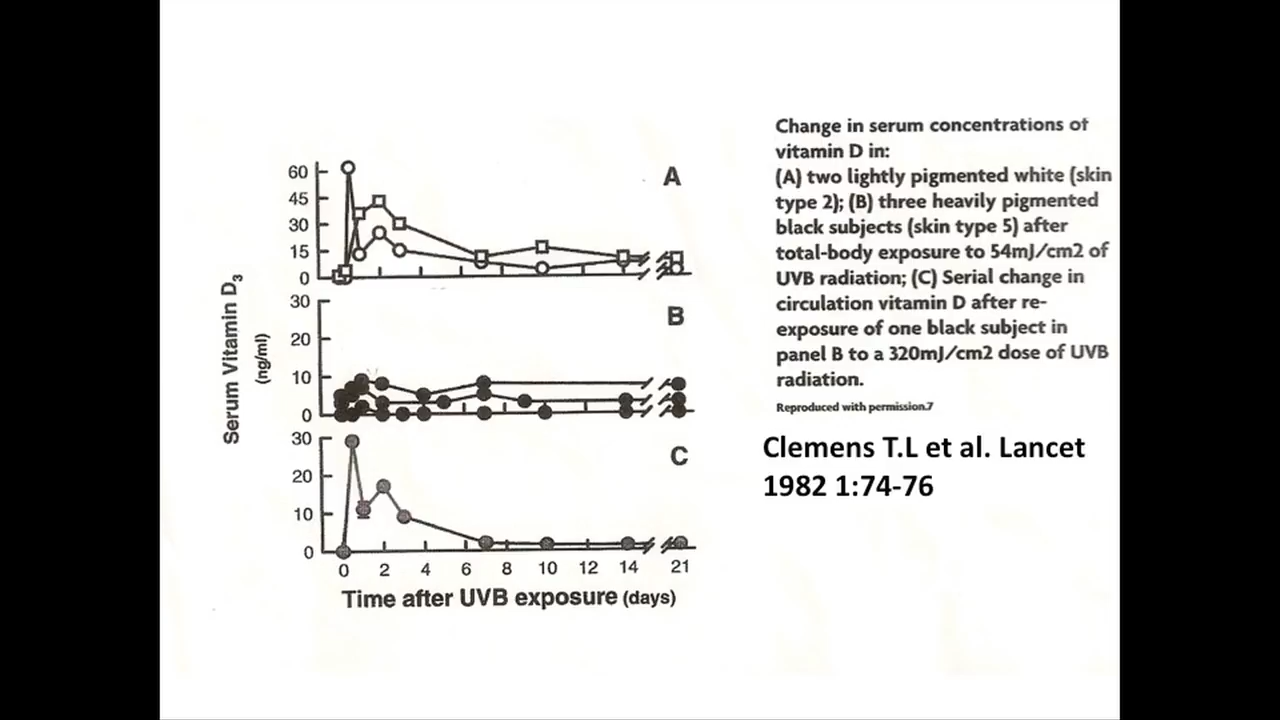 Change in serum concentrations of
vitamin D in:
(A) two lightly pigmented white (skin
type 2); (B) three heavily pigmented
black subjects (skin type 5) after
total-body exposure to 54mJ/cm2 of
UVB radiation; (C) Serial change in
circulation vitamin D after re-
exposure of one black subject in
panel B to a 320mJ/cm2 dose of UVB
radiation.
Reproduced with permission.7
Clemens T.L et al. Lancet
1982 1:74-76
Serum Vitamin D3
(ng/ml)
A
60
45
30
15
0
B
30
20
10
0
C
30
20
10
0
0 2 4 6 8 10 12 14 21
Time after UVB exposure (days)